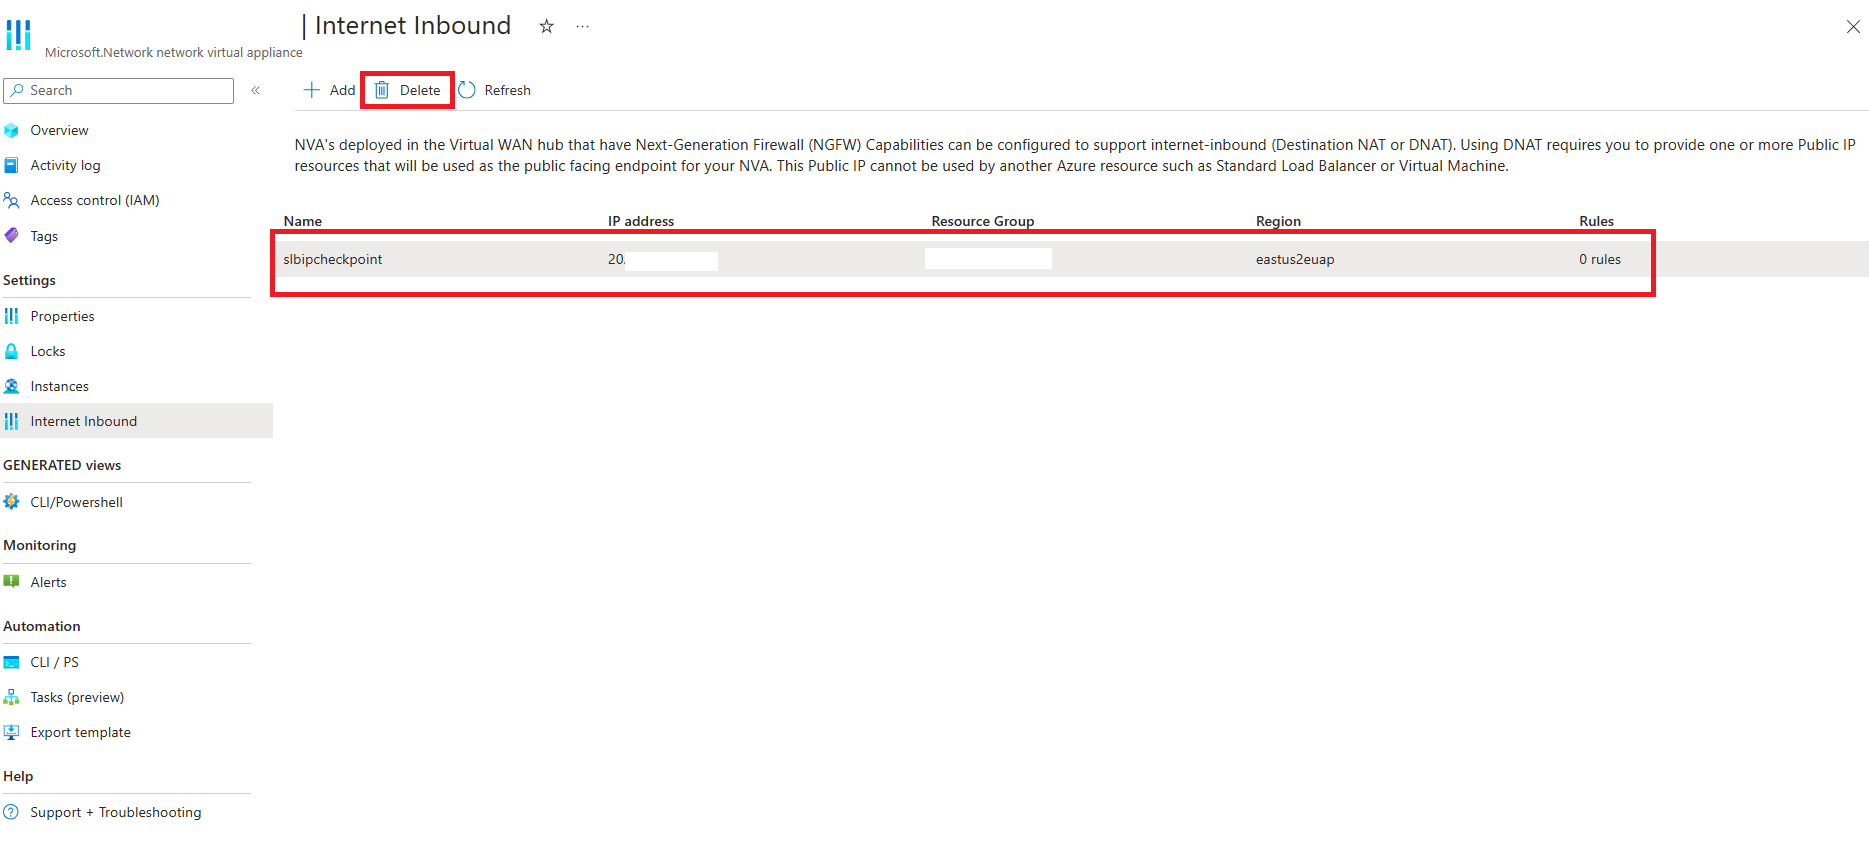 | Internet Inbound ☆ ···
Microsoft.Network network virtual appliance
Search «
Overview
Activity log
Access control (IAM)
Tags
Settings
Properties
Locks
Instances
Internet Inbound
GENERATED views
CLI/Powershell
Monitoring
Alerts
Automation
CLI / PS
Tasks (preview)
Export template
Help
Support + Troubleshooting
Add Delete Refresh
NVA's deployed in the Virtual WAN hub that have Next-Generation Firewall (NGFW) Capabilities can be configured to support internet-inbound (Destination NAT or DNAT). Using DNAT requires you to provide one or more Public IP
resources that will be used as the public facing endpoint for your NVA. This Public IP cannot be used by another Azure resource such as Standard Load Balancer or Virtual Machine.
Name IP address Resource Group Region Rules
slbipcheckpoint 20. eastus2euap 0 rules